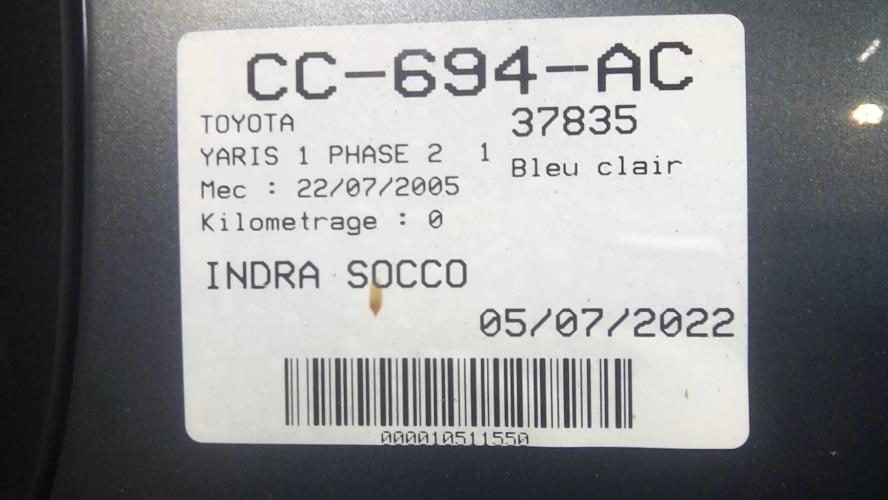 CC-694-AC
TOYOTA 37835
YARIS 1 PHASE 2 1
Bleu clair
Mec : 22/07/2005
Kilometrage : 0
INDRA SOCCO
05/07/2022
000010511550